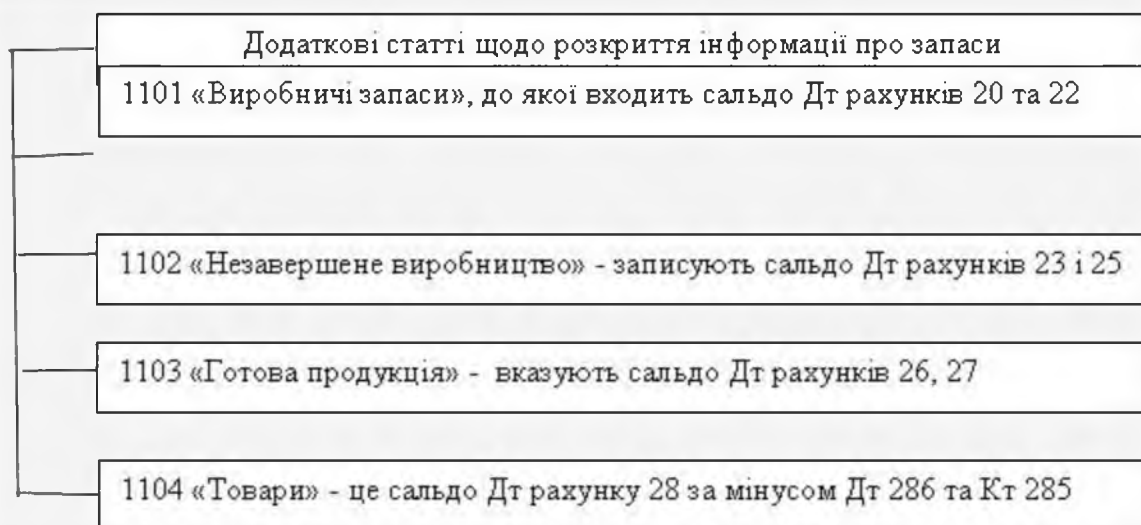 Додаткові статті щодо розкриття інформації про запаси
1101 «Виробничі запаси», до якої входить сальдо Дт рахунків 20 та 22
1102 «Незавершене виробництво» - записують сальдо Дт рахунків 23 і 25
1103 «Готова продукція» - вказують сальдо Дт рахунків 26, 27
1104 «Товари» - це сальдо Дт рахунку 28 за мінусом Дт 286 та Кт 285